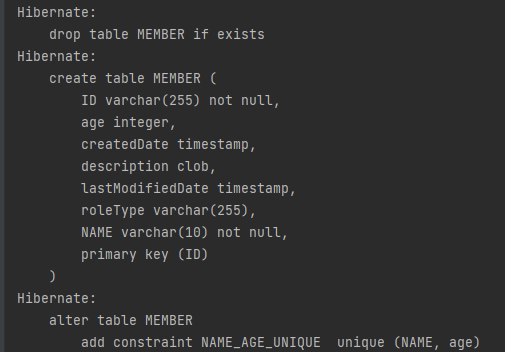 Hibernate:
    drop table MEMBER if exists
Hibernate:
    create table MEMBER (
        ID varchar(255) not null,
        age integer,
        createdDate timestamp,
        description clob,
        lastModifiedDate timestamp,
        roleType varchar(255),
        NAME varchar(10) not null,
        primary key (ID)
    )
Hibernate:
    alter table MEMBER
        add constraint NAME_AGE_UNIQUE  unique (NAME, age)